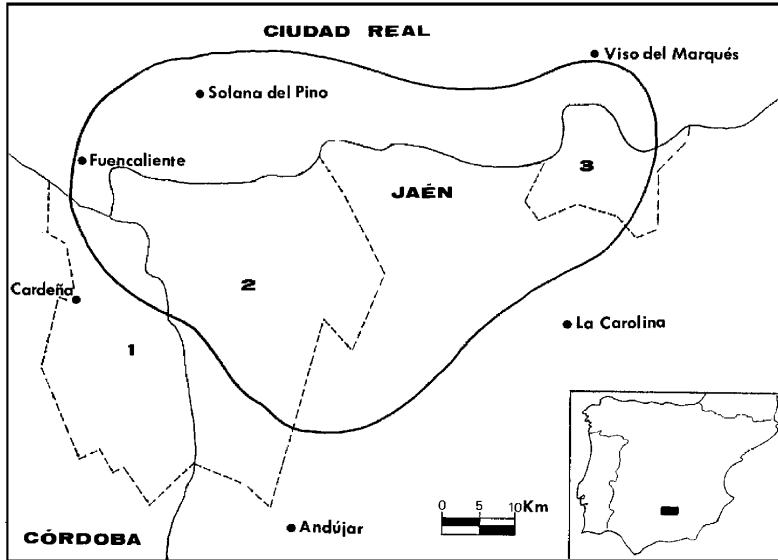 CIUDAD REAL
Viso del Marqués
Solana del Pino
Fuencaliente
3
JAÉN
2
Cardeña
La Carolina
1
0 5 10Km
Andújar
CÓRDOBA